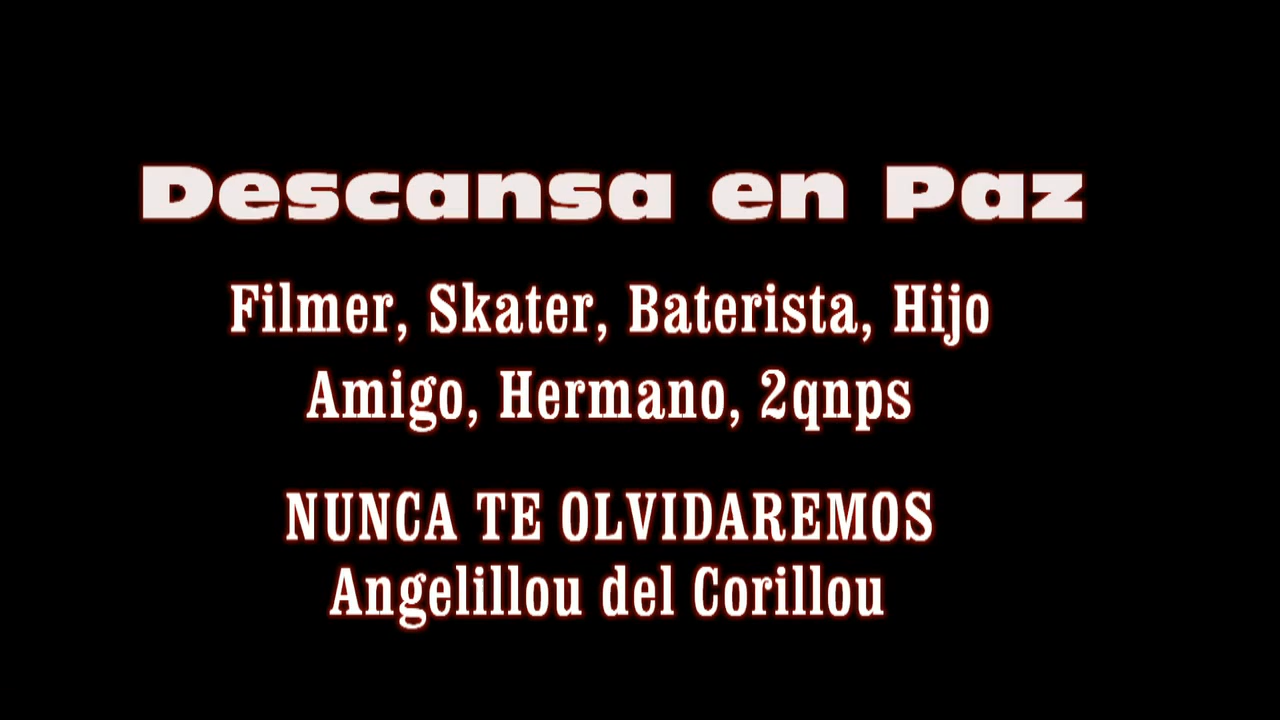 Descansa en Paz
Filmer, Skater, Baterista, Hijo
Amigo, Hermano, 2qnps
NUNCA TE OLVIDAREMOS
Angelillou del Corillou